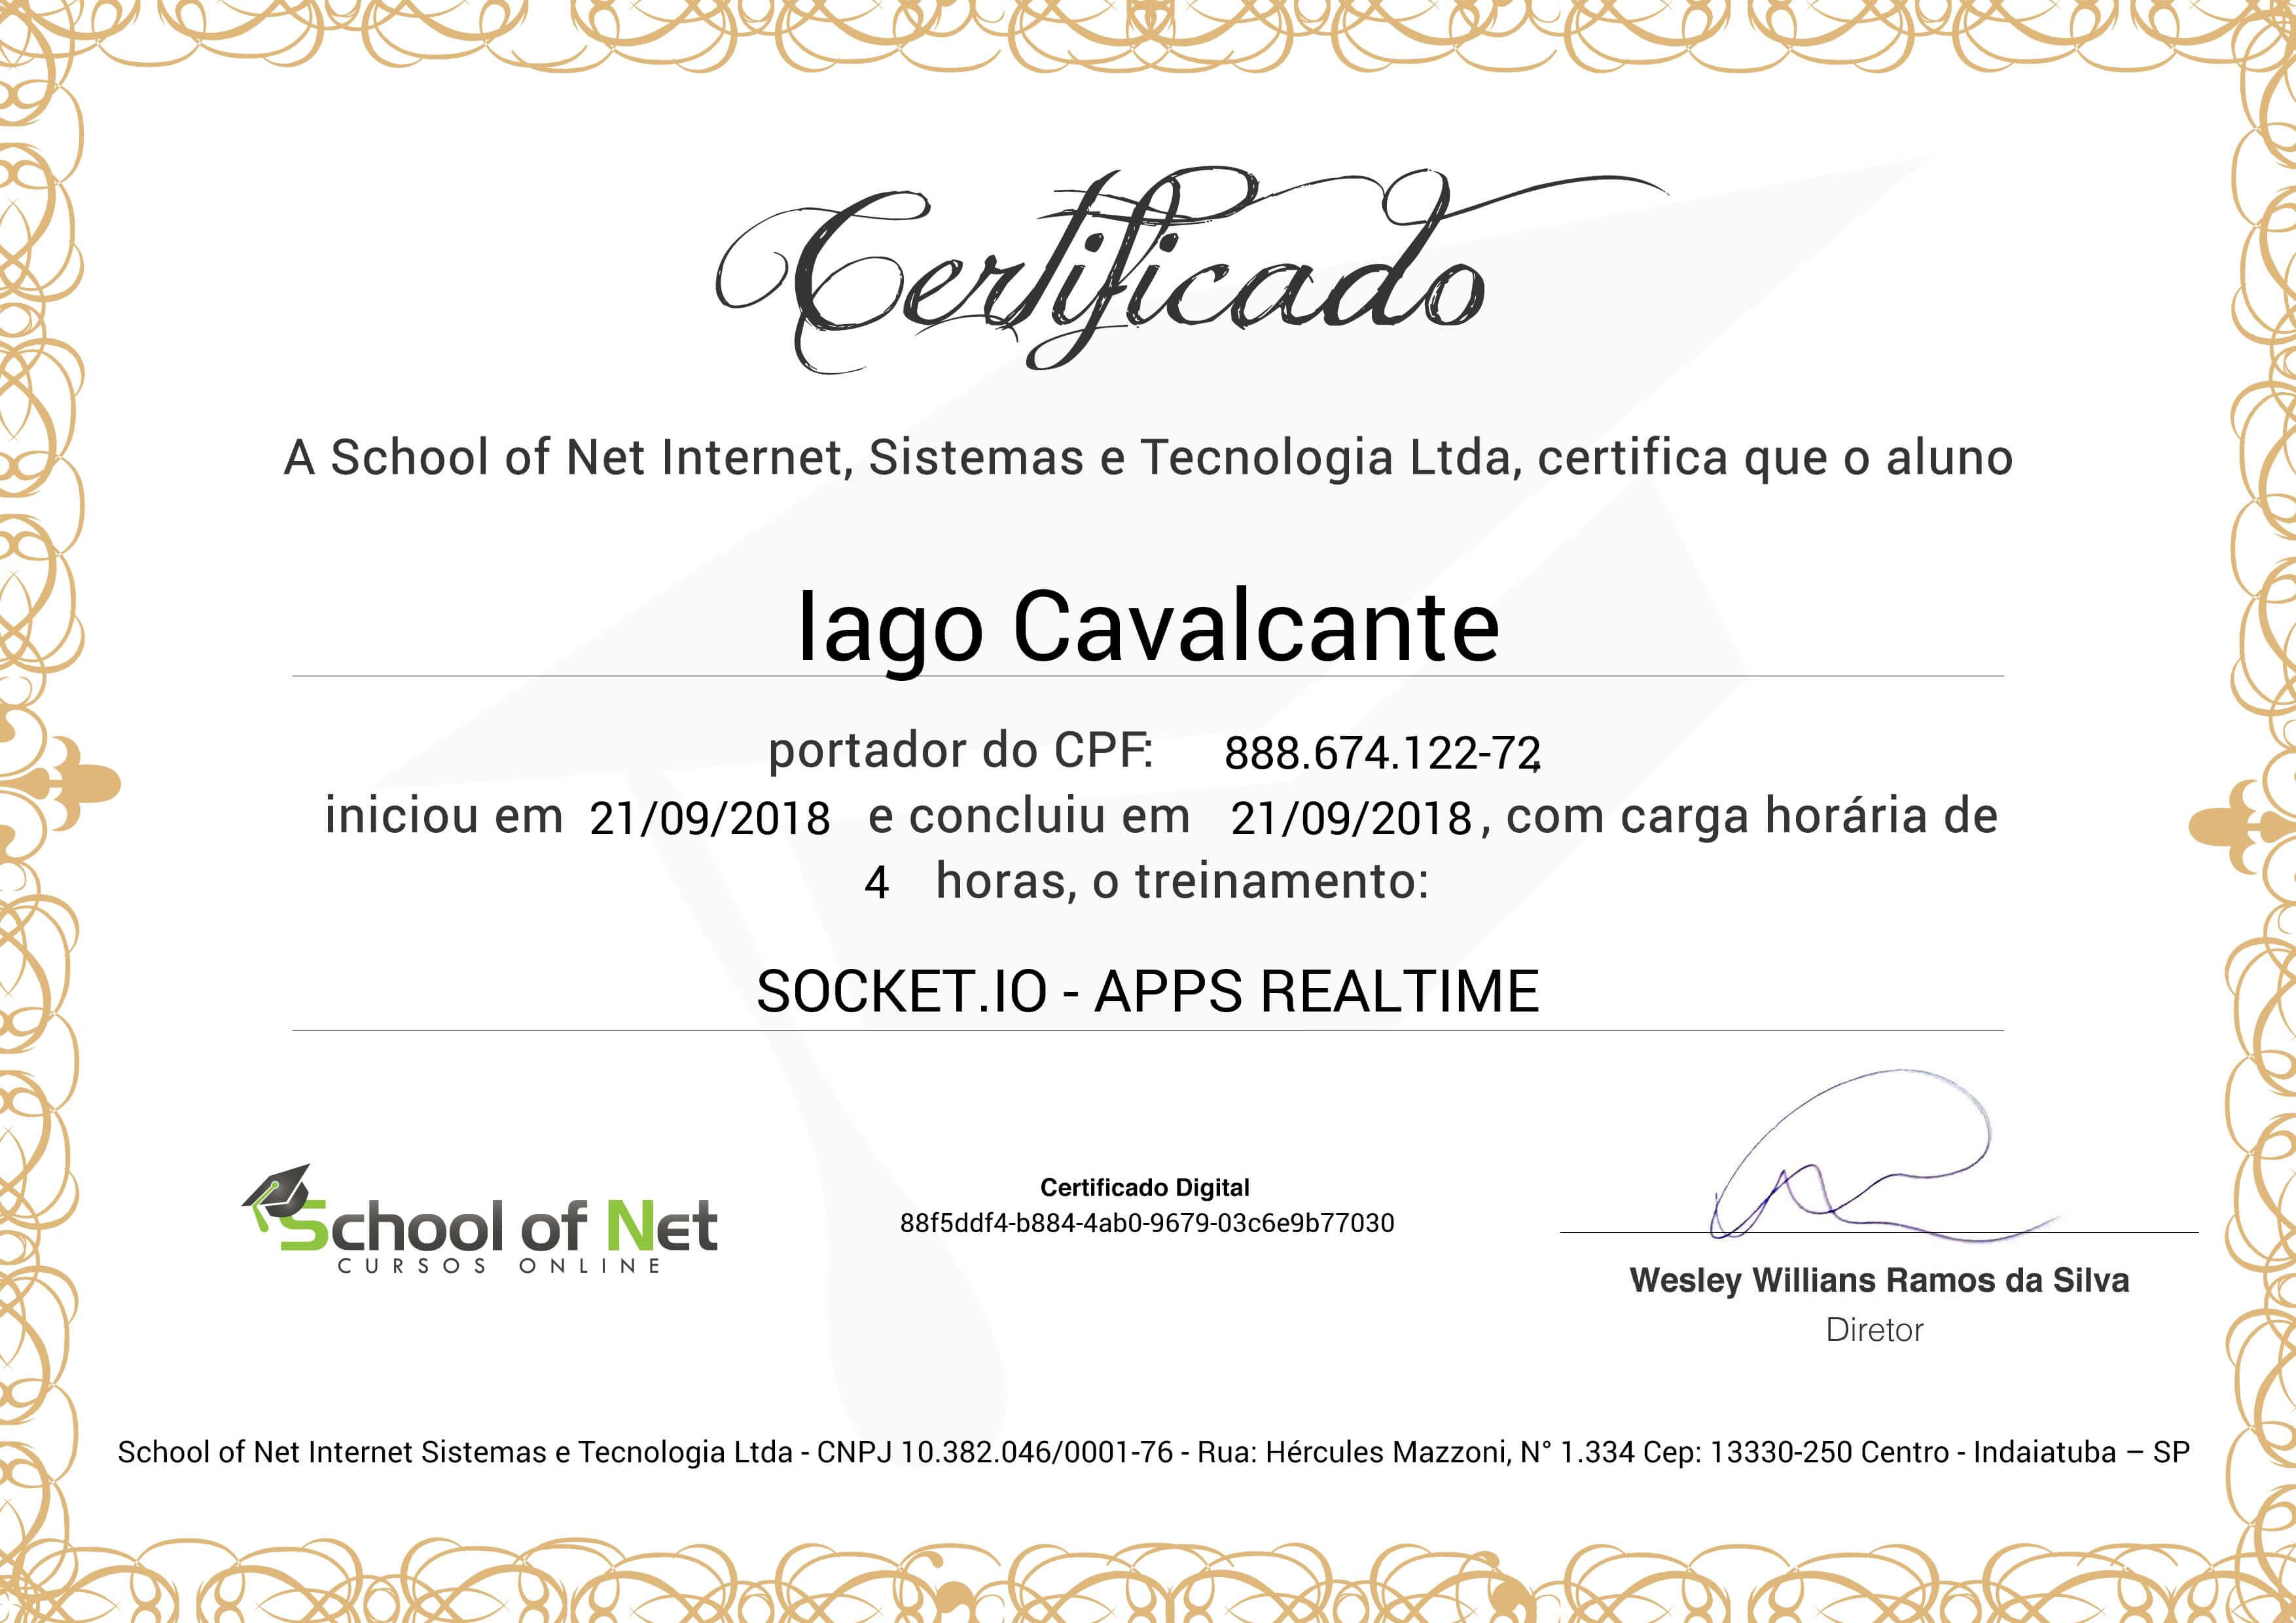 Certificado
A School of Net Internet, Sistemas e Tecnologia Ltda, certifica que o aluno
Iago Cavalcante
portador do CPF: 888.674.122-72,
iniciou em 21/09/2018 e concluiu em 21/09/2018, com carga horária de
4 horas, o treinamento:
SOCKET.IO - APPS REALTIME
School of Net
CURSOS ONLINE
Certificado Digital
88f5ddf4-b884-4ab0-9679-03c6e9b77030
Wesley Willians Ramos da Silva
Diretor
School of Net Internet Sistemas e Tecnologia Ltda - CNPJ 10.382.046/0001-76 - Rua: Hércules Mazzoni, N° 1.334 Cep: 13330-250 Centro - Indaiatuba – SP